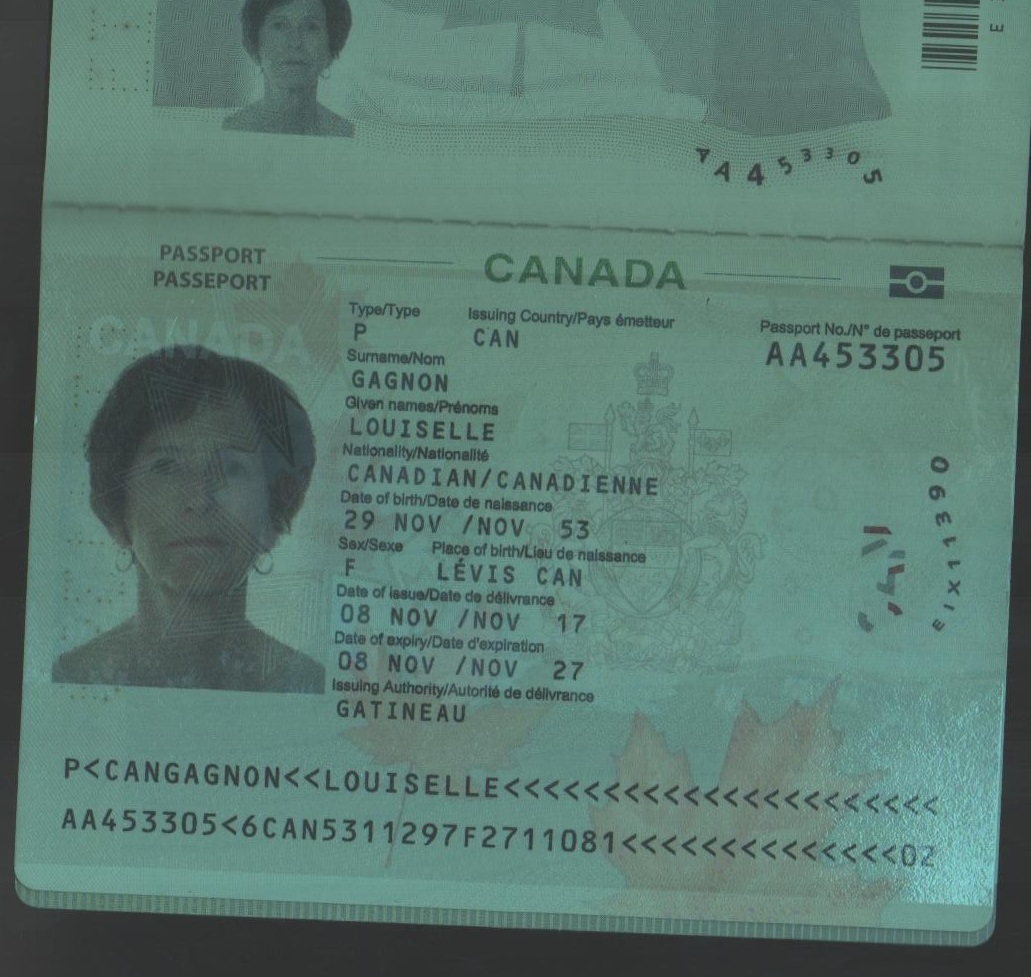 E
AA453305
PASSPORT
PASSEPORT
CANADA
CANADA
Type/Type Issuing Country/Pays émetteur Passport No./N° de passeport
P CAN AA453305
Surname/Nom
GAGNON
Given names/Prénoms
LOUISELLE
Nationality/Nationalité
CANADIAN/CANADIENNE
Date of birth/Date de naissance
29 NOV /NOV 53
Sex/Sexe Place of birth/Lieu de naissance
F LÉVIS CAN
Date of issue/Date de délivrance
08 NOV /NOV 17
Date of expiry/Date d'expiration
08 NOV /NOV 27
Issuing Authority/Autorité de délivrance
GATINEAU
EIX11390
P<CANGAGNON<<LOUISELLE<<<<<<<<<<<<<<<<<<<<<<
AA453305<6CAN5311297F2711081<<<<<<<<<<<<<<02